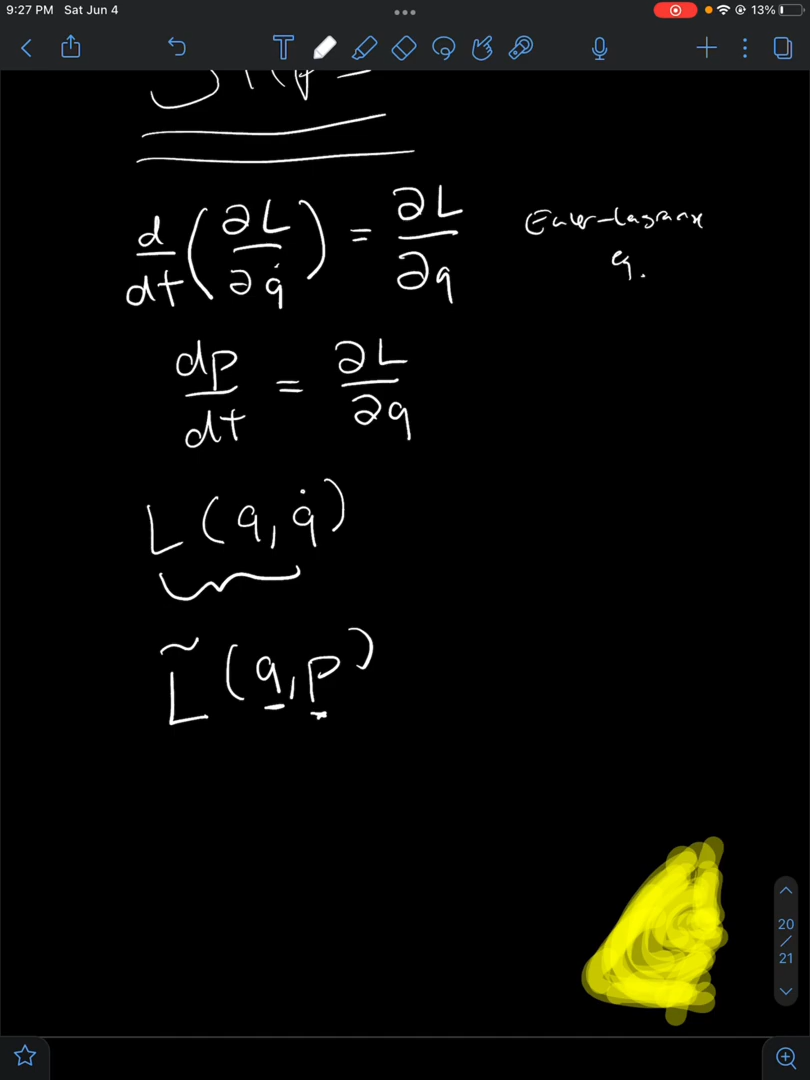 9:27 PM Sat Jun 4 13%
d/dt (∂L/∂q̇) = ∂L/∂q Euler-Lagrange
eq.
dp/dt = ∂L/∂q
L(q, q̇)
L̃(q, p)
20
/
21